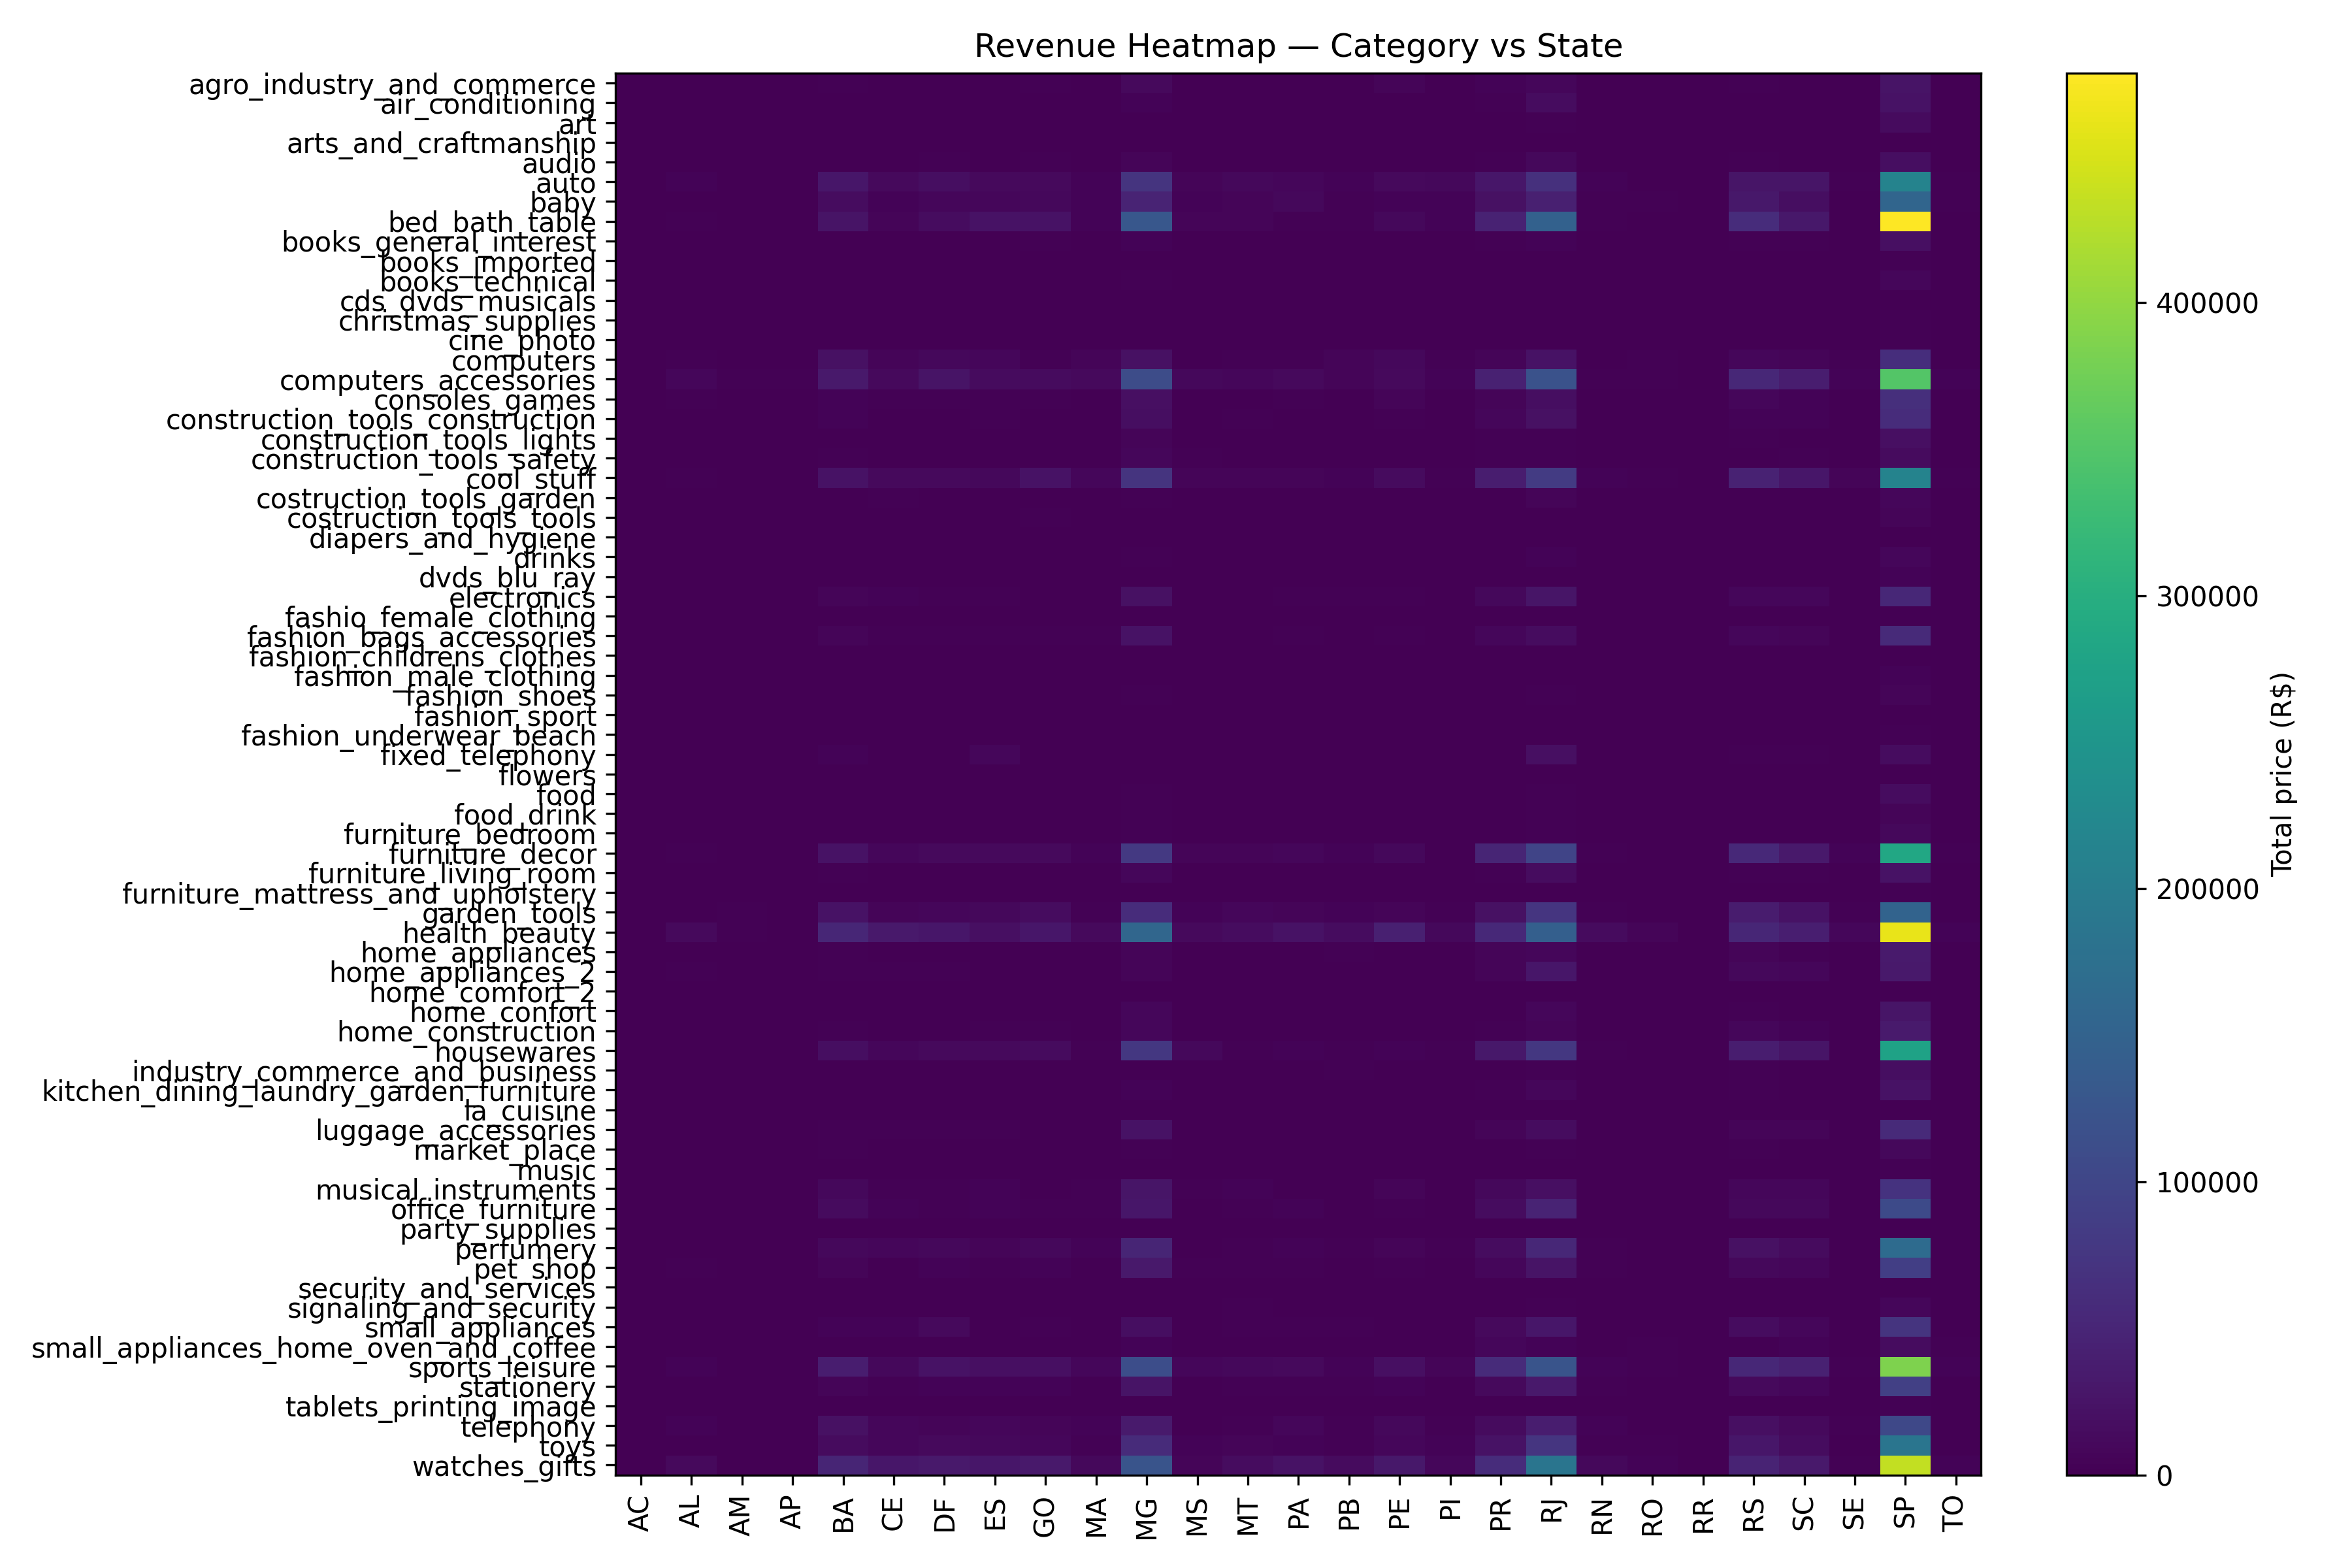 Revenue Heatmap — Category vs State
agro_industry_and_commerce
air_conditioning
art
arts_and_craftmanship
audio
auto
baby
bed_bath_table
books_general_interest
books_imported
books_technical
cds_dvds_musicals
christmas_supplies
cine_photo
computers
computers_accessories
consoles_games
construction_tools_construction
construction_tools_lights
construction_tools_safety
cool_stuff
costruction_tools_garden
costruction_tools_tools
diapers_and_hygiene
drinks
dvds_blu_ray
electronics
fashio_female_clothing
fashion_bags_accessories
fashion_childrens_clothes
fashion_male_clothing
fashion_shoes
fashion_sport
fashion_underwear_beach
fixed_telephony
flowers
food
food_drink
furniture_bedroom
furniture_decor
furniture_living_room
furniture_mattress_and_upholstery
garden_tools
health_beauty
home_appliances
home_appliances_2
home_comfort_2
home_confort
home_construction
housewares
industry_commerce_and_business
kitchen_dining_laundry_garden_furniture
la_cuisine
luggage_accessories
market_place
music
musical_instruments
office_furniture
party_supplies
perfumery
pet_shop
security_and_services
signaling_and_security
small_appliances
small_appliances_home_oven_and_coffee
sports_leisure
stationery
tablets_printing_image
telephony
toys
watches_gifts
AC AL AM AP BA CE DF ES GO MA MG MS MT PA PB PE PI PR RJ RN RO RR RS SC SE SP TO
400000
300000
200000
100000
0
Total price (R$)